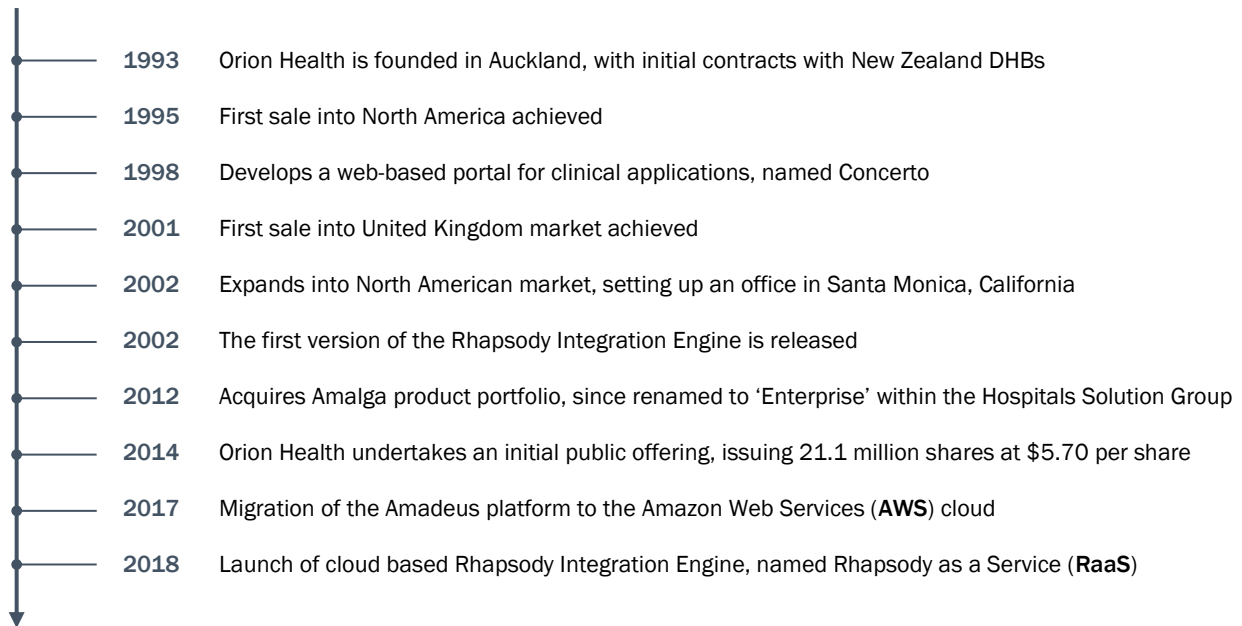 1993 Orion Health is founded in Auckland, with initial contracts with New Zealand DHBs
1995 First sale into North America achieved
1998 Develops a web-based portal for clinical applications, named Concerto
2001 First sale into United Kingdom market achieved
2002 Expands into North American market, setting up an office in Santa Monica, California
2002 The first version of the Rhapsody Integration Engine is released
2012 Acquires Amalga product portfolio, since renamed to ‘Enterprise’ within the Hospitals Solution Group
2014 Orion Health undertakes an initial public offering, issuing 21.1 million shares at $5.70 per share
2017 Migration of the Amadeus platform to the Amazon Web Services (AWS) cloud
2018 Launch of cloud based Rhapsody Integration Engine, named Rhapsody as a Service (RaaS)